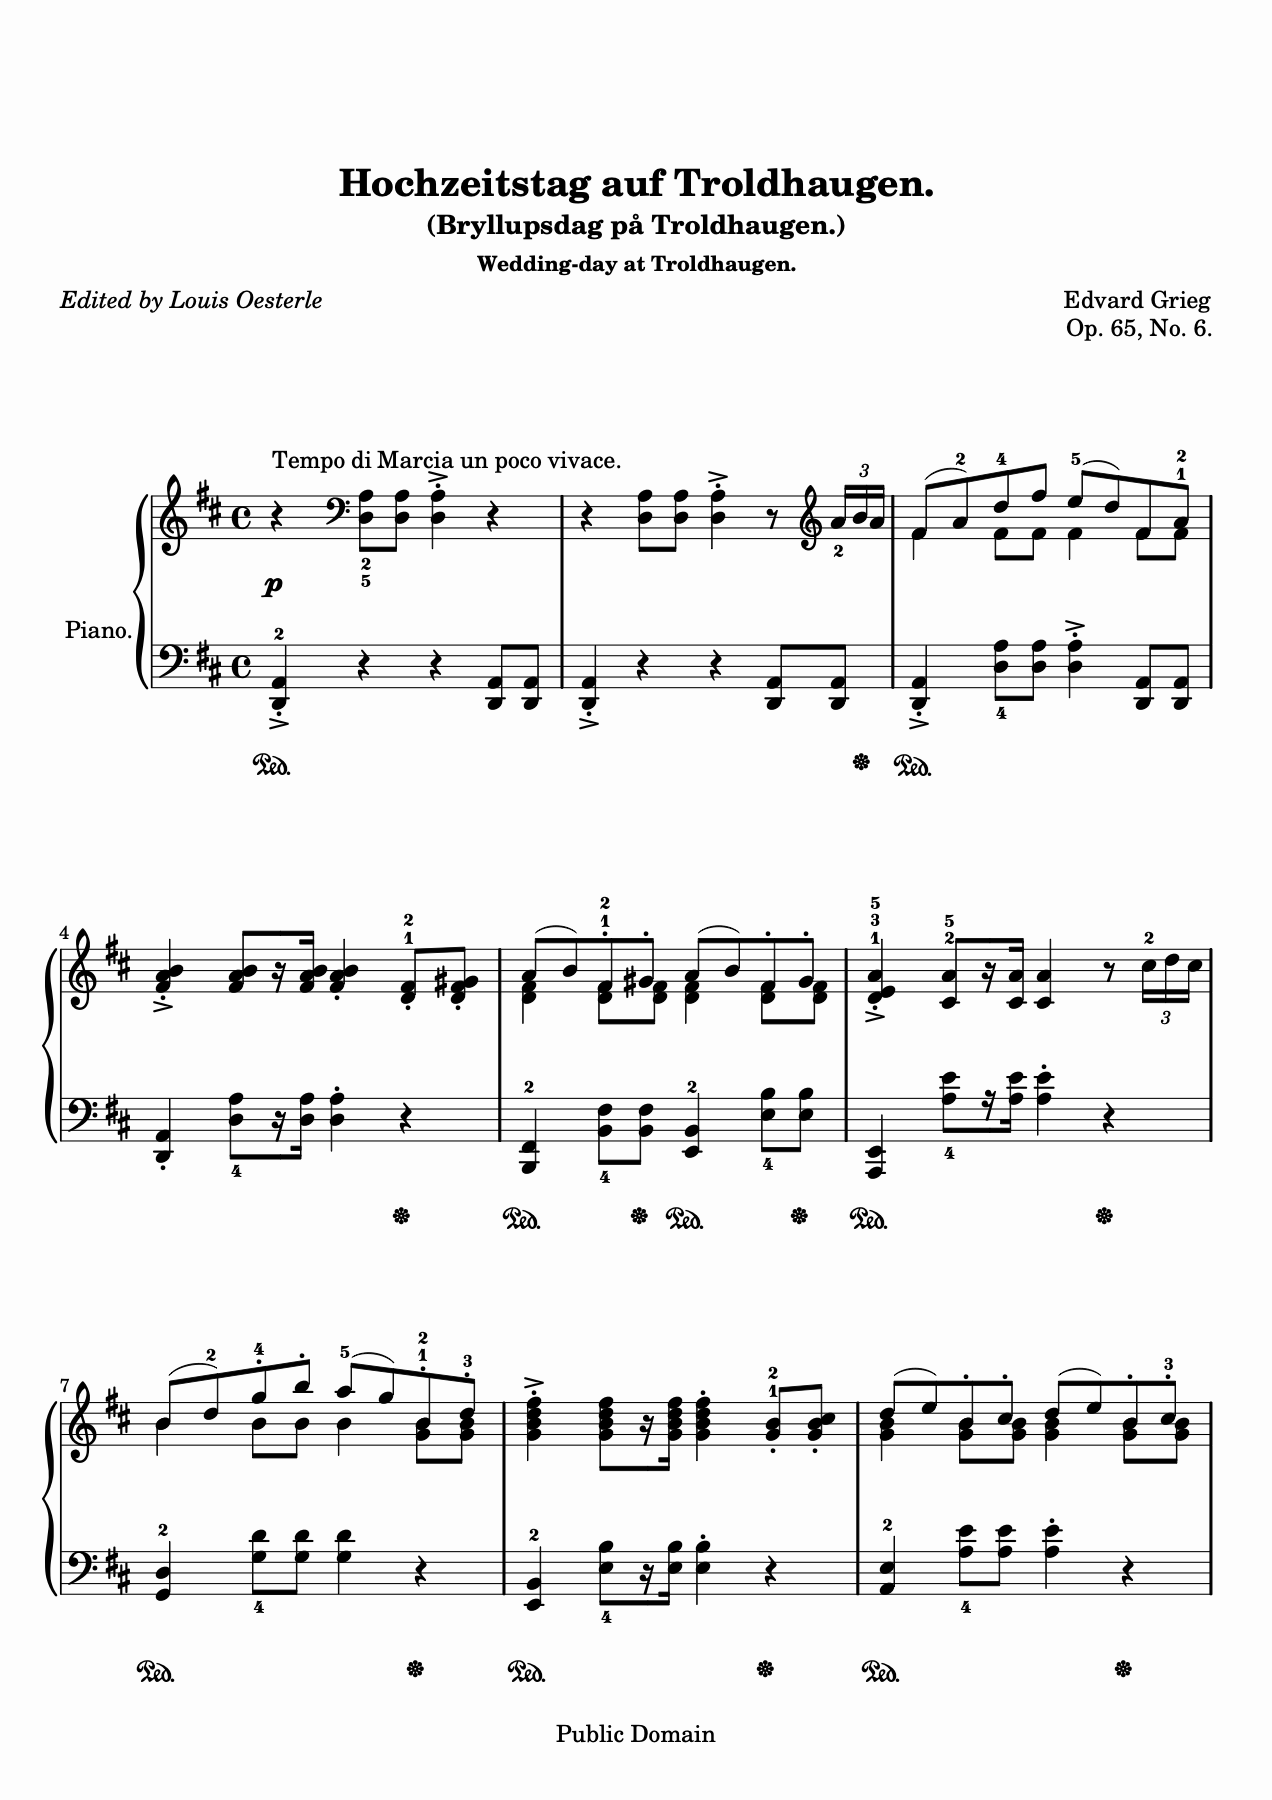 Hochzeitstag auf Troldhaugen.
(Bryllupsdag på Troldhaugen.)
Wedding-day at Troldhaugen.
Edited by Louis Oesterle
Edvard Grieg
Op. 65, No. 6.
Tempo di Marcia un poco vivace.
Piano.
Public Domain